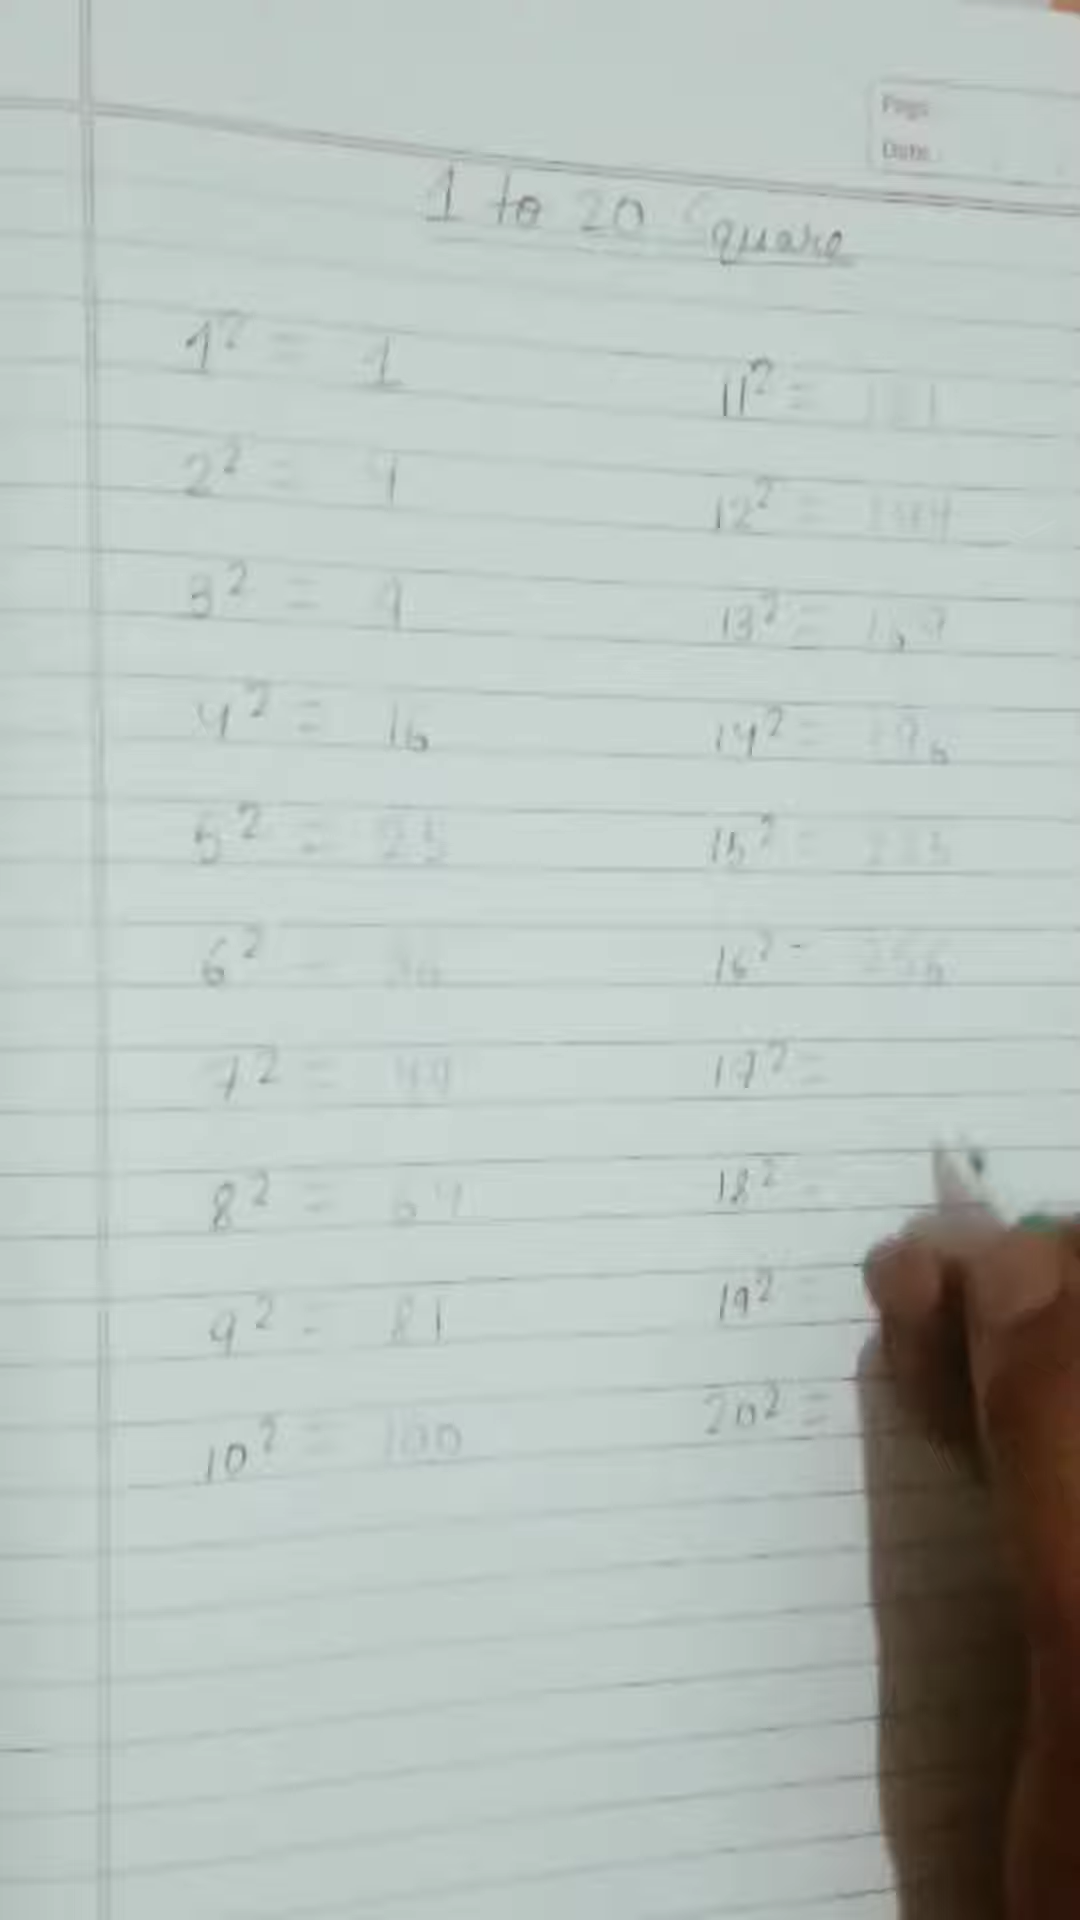 Page
Date
1 to 20 Square
1² = 1
2² = 4
3² = 9
4² = 16
5² = 25
6² = 36
7² = 49
8² = 64
9² = 81
10² = 100
11² = 121
12² = 144
13² = 169
14² = 196
15² = 225
16² = 256
17² =
18² =
19² =
20² =